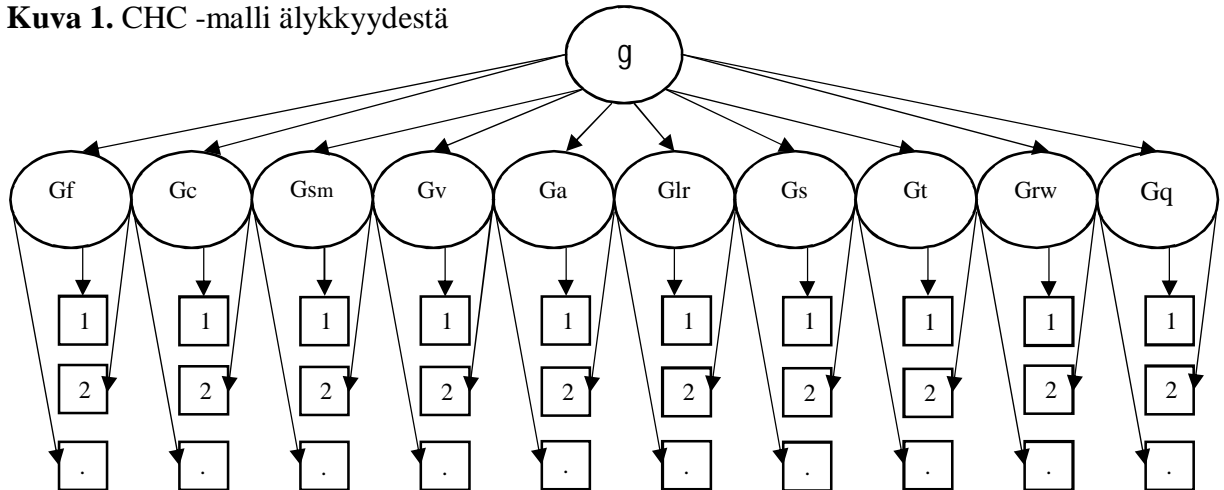 Kuva 1. CHC -malli älykkyydestä
g
Gf Gc Gsm Gv Ga Glr Gs Gt Grw Gq
1 1 1 1 1 1 1 1 1 1
2 2 2 2 2 2 2 2 2 2
. . . . . . . . . .